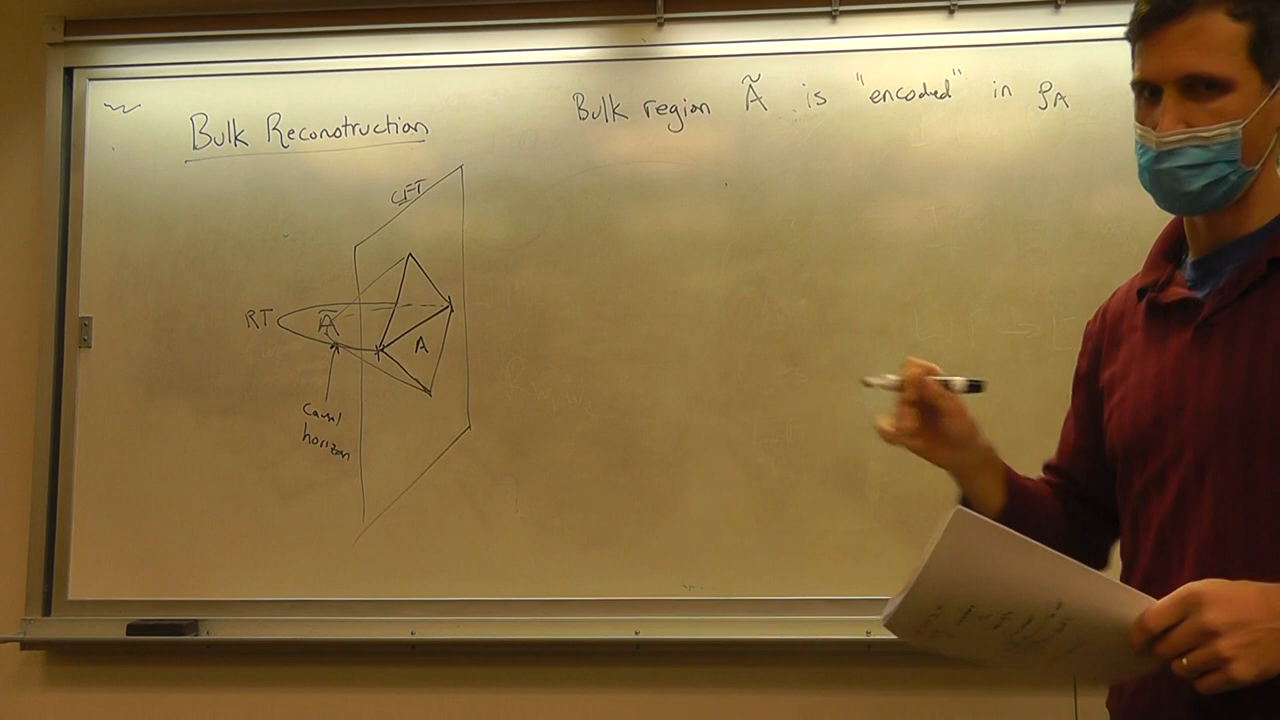 Bulk Reconstruction
Bulk region Ã is "encoded" in ρ_A
CFT
RT
Ã
A
causal
horizon